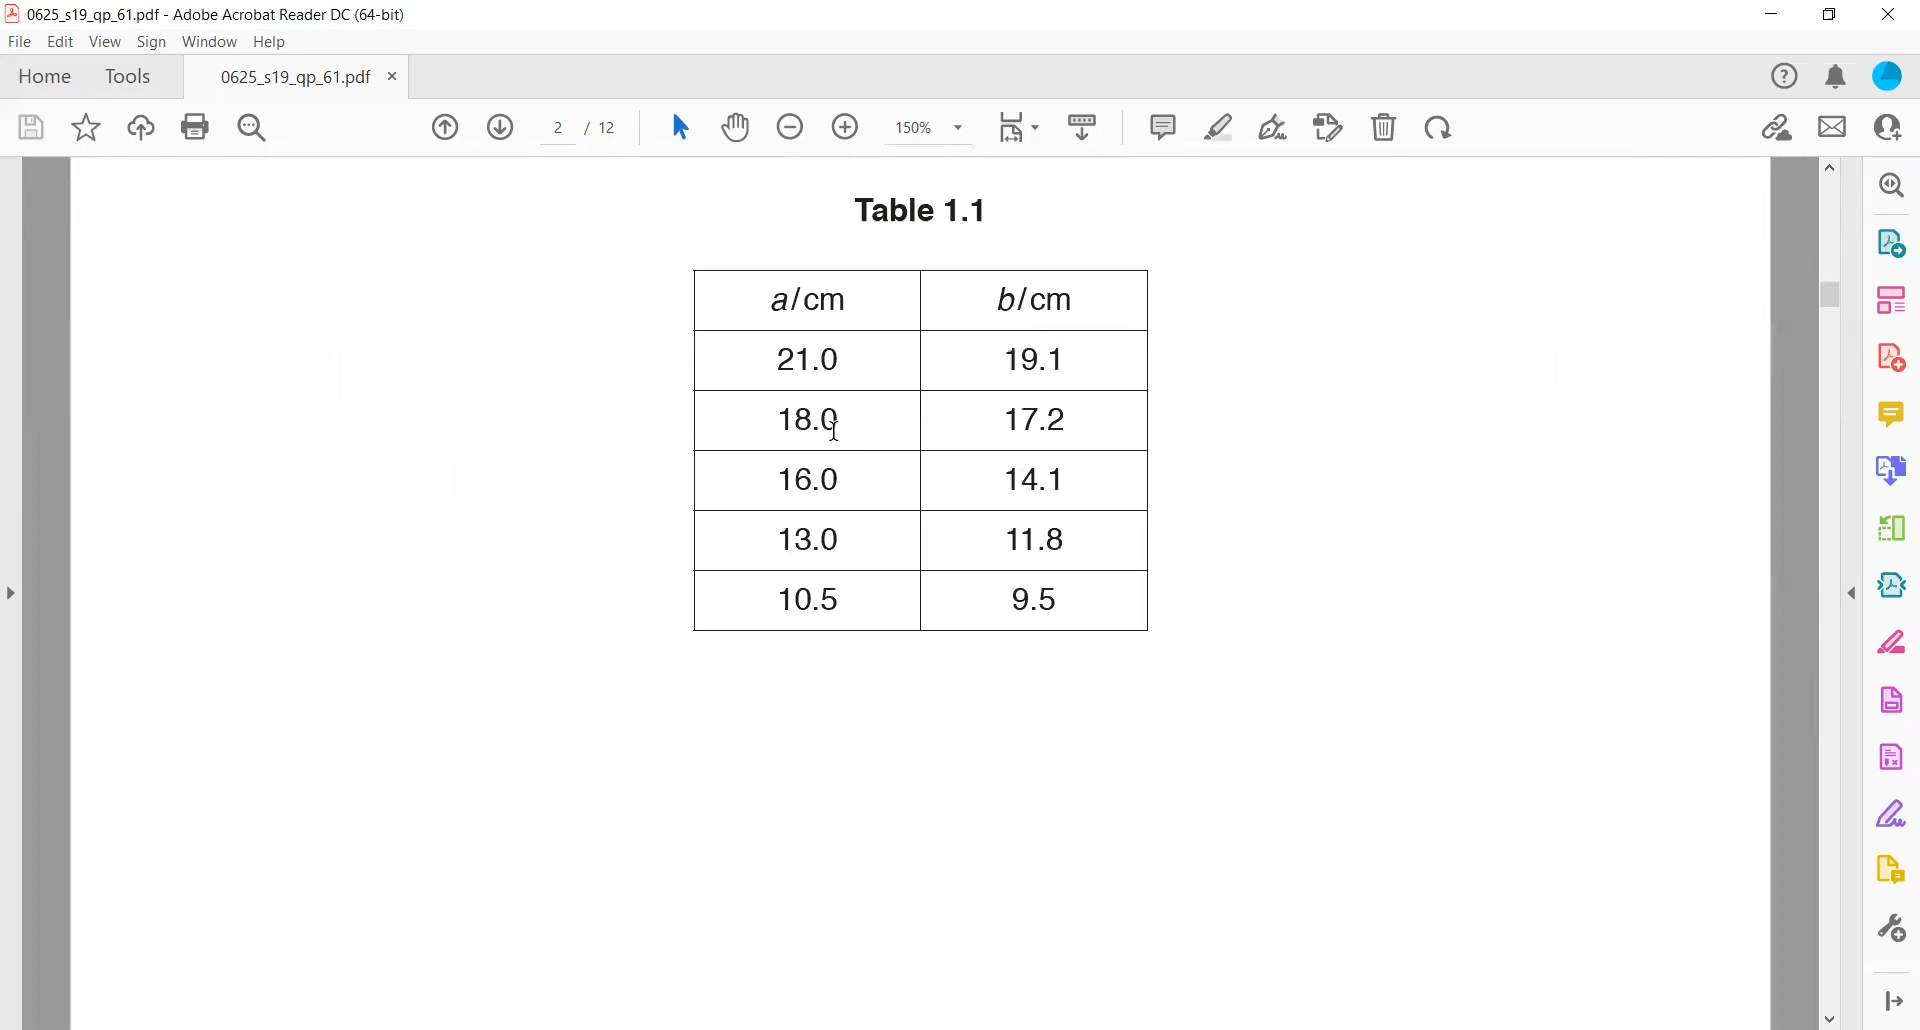 0625_s19_qp_61.pdf - Adobe Acrobat Reader DC (64-bit)
File Edit View Sign Window Help
Home Tools 0625_s19_qp_61.pdf ×
2 / 12 150%
Table 1.1
a/cm b/cm
21.0 19.1
18.0 17.2
16.0 14.1
13.0 11.8
10.5 9.5